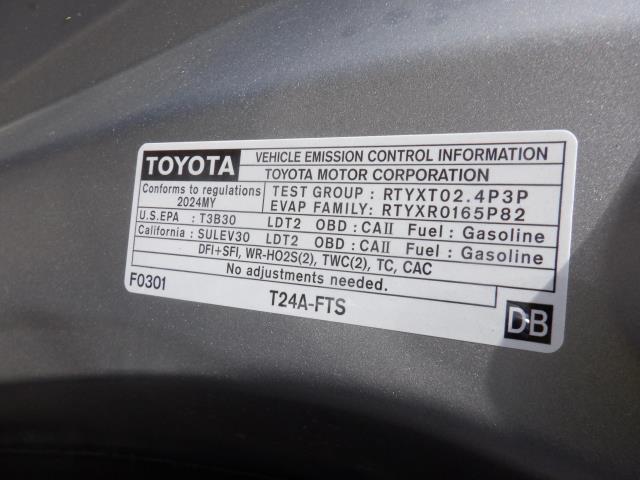 TOYOTA
VEHICLE EMISSION CONTROL INFORMATION
TOYOTA MOTOR CORPORATION
Conforms to regulations
2024MY
TEST GROUP : RTYXT02.4P3P
EVAP FAMILY: RTYXR0165P82
U.S.EPA : T3B30 LDT2 OBD : CAII Fuel : Gasoline
California : SULEV30 LDT2 OBD : CAII Fuel : Gasoline
DFI+SFI, WR-HO2S(2), TWC(2), TC, CAC
No adjustments needed.
F0301
T24A-FTS
DB